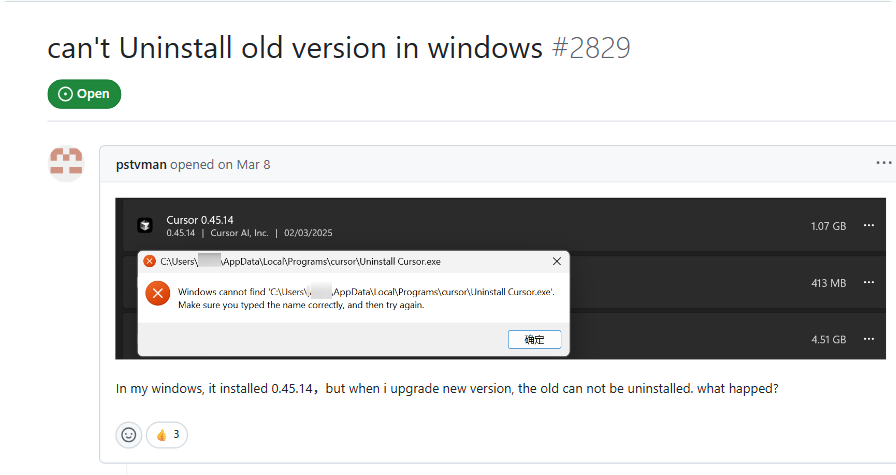 can't Uninstall old version in windows #2829
Open
pstvman opened on Mar 8
Cursor 0.45.14
0.45.14 | Cursor AI, Inc. | 02/03/2025
1.07 GB
C:\Users\ \AppData\Local\Programs\cursor\Uninstall Cursor.exe
Windows cannot find 'C:\Users\ \AppData\Local\Programs\cursor\Uninstall Cursor.exe'.
Make sure you typed the name correctly, and then try again.
413 MB
确定
4.51 GB
In my windows, it installed 0.45.14，but when i upgrade new version, the old can not be uninstalled. what happed?
👍 3